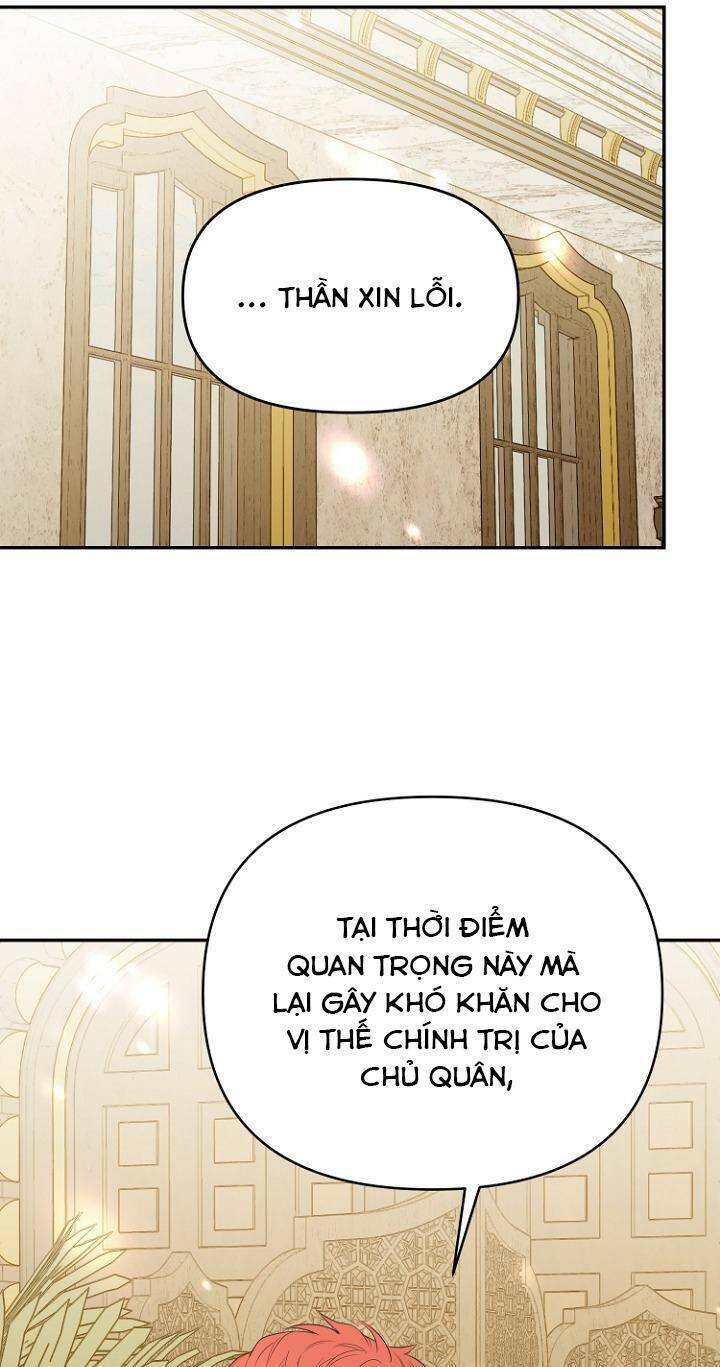 ... THẦN XIN LỖI.
TẠI THỜI ĐIỂM
QUAN TRỌNG NÀY MÀ
LẠI GÂY KHÓ KHĂN CHO
VỊ THẾ CHÍNH TRỊ CỦA
CHỦ QUÂN,